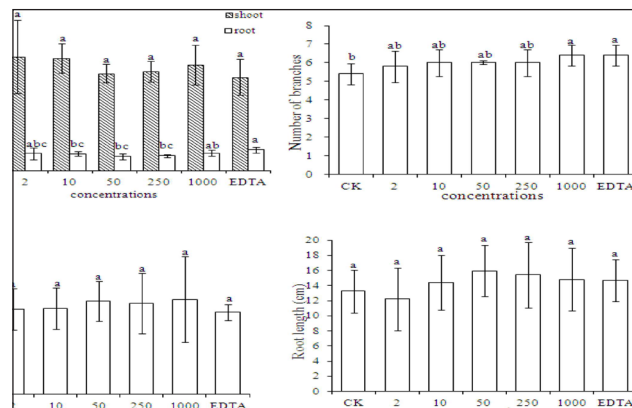 shoot
root
a a a a a a
abc bc bc bc ab a
2 10 50 250 1000 EDTA
concentrations
Number of branches
8
7
6
5
4
3
2
1
0
b ab ab ab ab a a
CK 2 10 50 250 1000 EDTA
concentrations
a a a a a a
10 50 250 1000 EDTA
Root length (cm)
20
18
16
14
12
10
8
6
4
2
0
a a a a a a a
CK 2 10 50 250 1000 EDTA